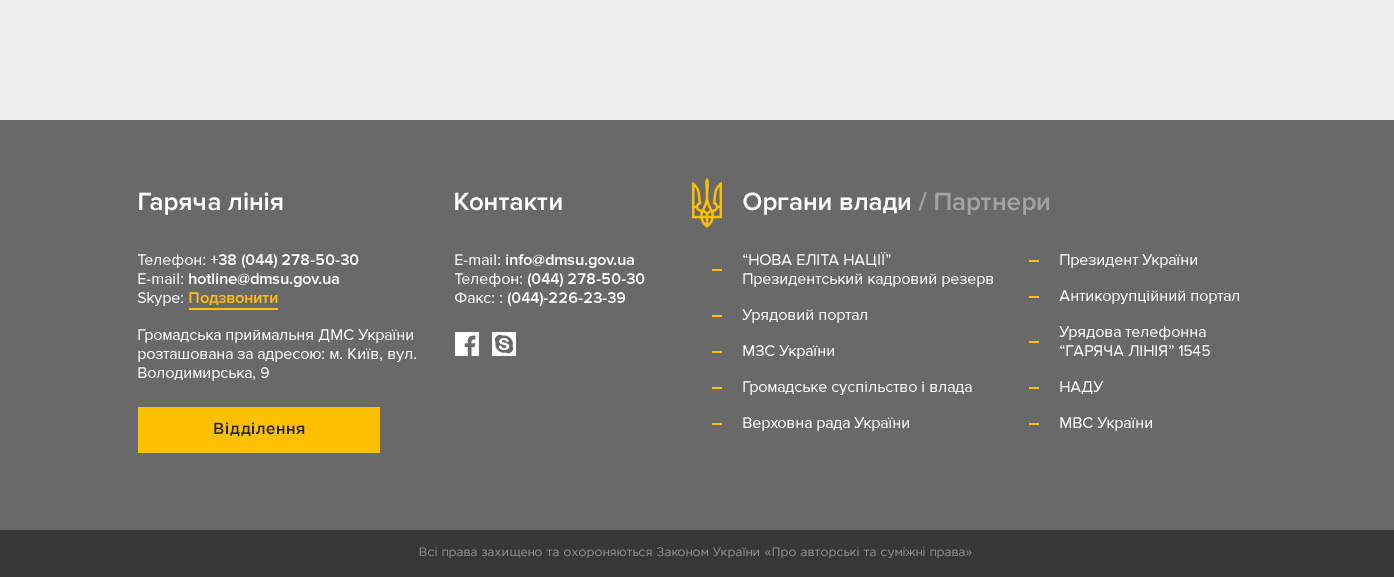 Гаряча лінія
Телефон: +38 (044) 278-50-30
E-mail: hotline@dmsu.gov.ua
Skype: Подзвонити
Громадська приймальня ДМС України
розташована за адресою: м. Київ, вул.
Володимирська, 9
Відділення
Контакти
E-mail: info@dmsu.gov.ua
Телефон: (044) 278-50-30
Факс: : (044)-226-23-39
Органи влади / Партнери
“НОВА ЕЛІТА НАЦІЇ”
Президентський кадровий резерв
Урядовий портал
МЗС України
Громадське суспільство і влада
Верховна рада України
Президент України
Антикорупційний портал
Урядова телефонна
“ГАРЯЧА ЛІНІЯ” 1545
НАДУ
МВС України
Всі права захищено та охороняються Законом України «Про авторські та суміжні права»